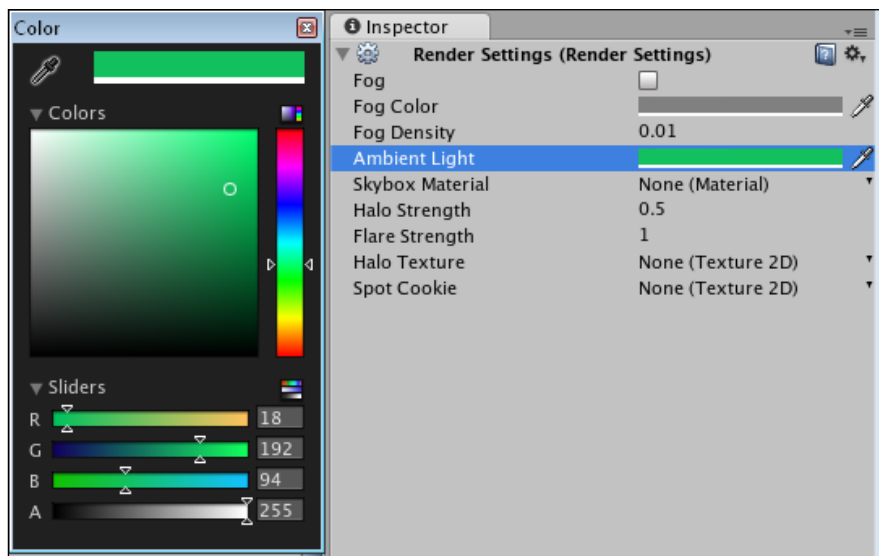 Color
Colors
Sliders
R 18
G 192
B 94
A 255
Inspector
Render Settings (Render Settings)
Fog
Fog Color
Fog Density 0.01
Ambient Light
Skybox Material None (Material)
Halo Strength 0.5
Flare Strength 1
Halo Texture None (Texture 2D)
Spot Cookie None (Texture 2D)